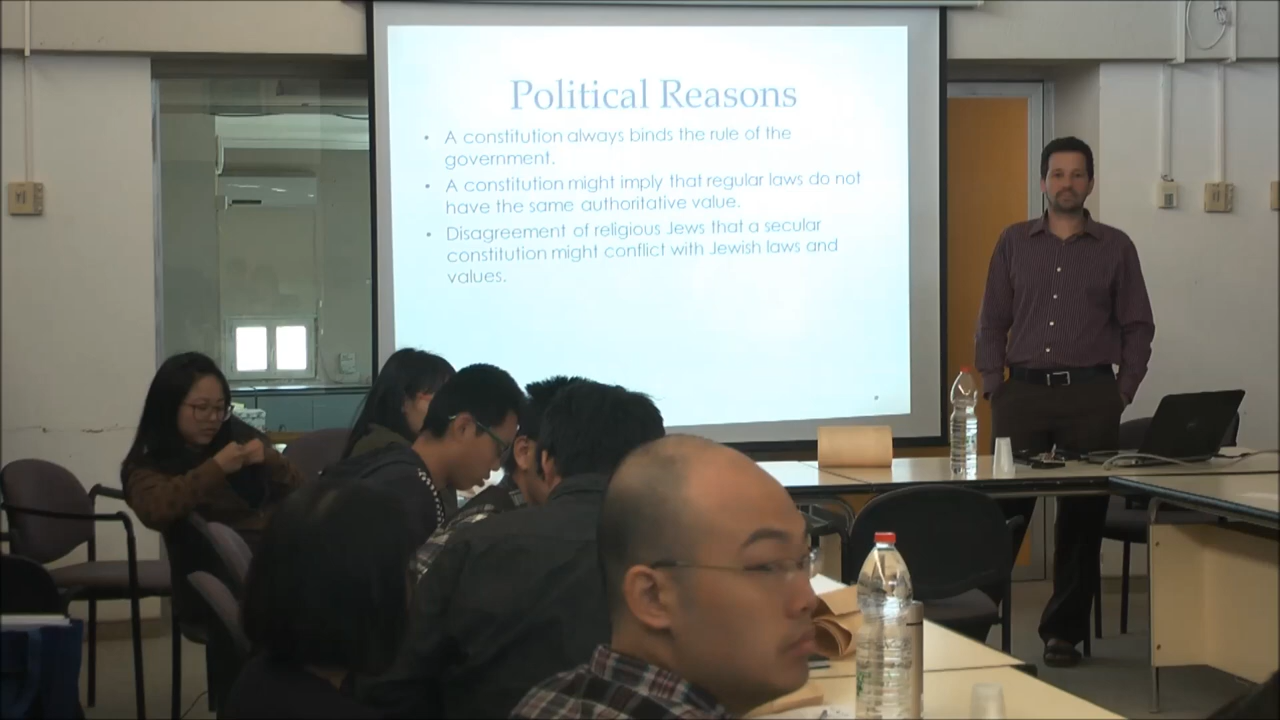 Political Reasons
• A constitution always binds the rule of the
government.
• A constitution might imply that regular laws do not
have the same authoritative value.
• Disagreement of religious Jews that a secular
constitution might conflict with Jewish laws and
values.